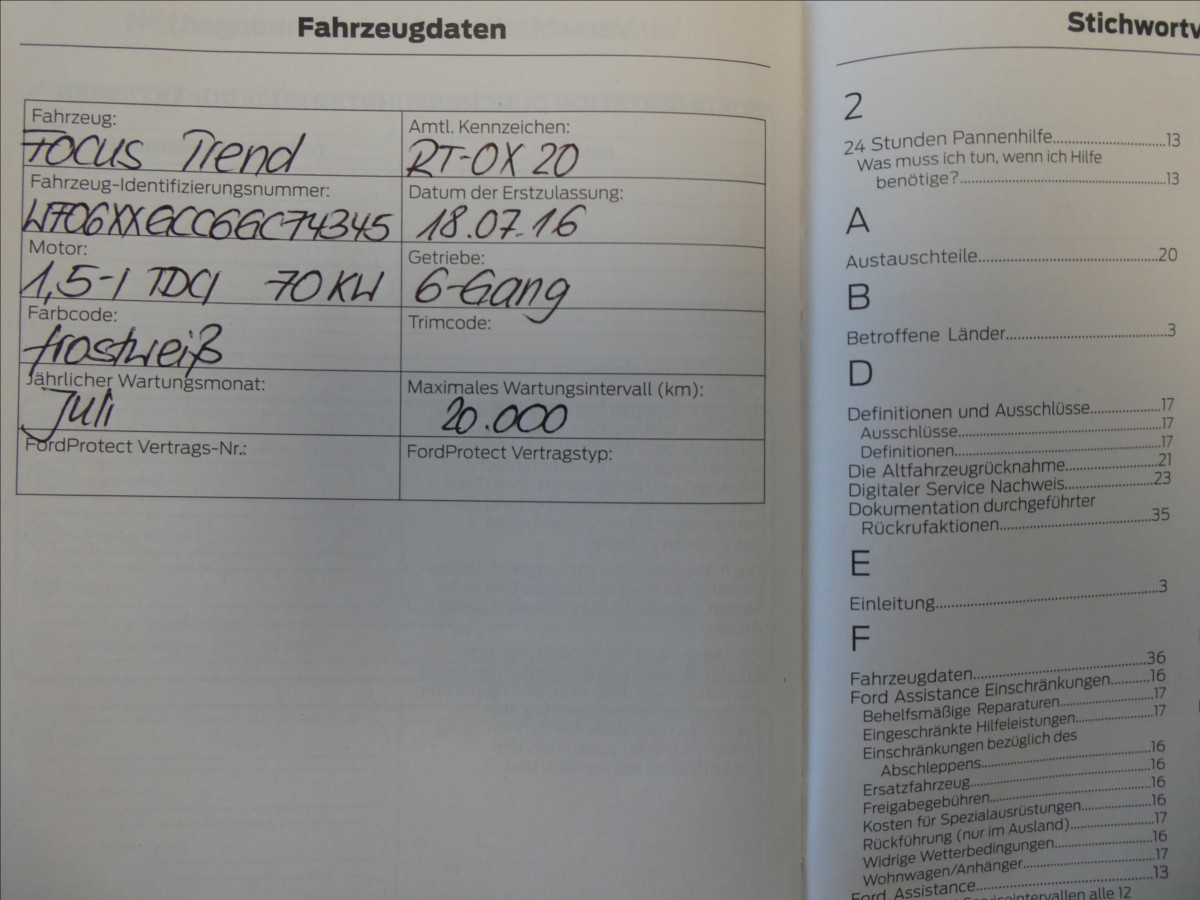 Fahrzeugdaten
Fahrzeug:
Focus Trend
Amtl. Kennzeichen:
RT-OX 20
Fahrzeug-Identifizierungsnummer:
WF06XXGCC6GC74345
Datum der Erstzulassung:
18.07.16
Motor:
1,5-l TDCI 70 KW
Getriebe:
6-Gang
Farbcode:
frostweiß
Trimcode:
Jährlicher Wartungsmonat:
Juli
Maximales Wartungsintervall (km):
20.000
FordProtect Vertrags-Nr.:
FordProtect Vertragstyp:
2
24 Stunden Pannenhilfe.....13
Was muss ich tun, wenn ich Hilfe
benötige?.....13
A
Austauschteile.....20
B
Betroffene Länder.....3
D
Definitionen und Ausschlüsse.....17
Ausschlüsse.....17
Definitionen.....17
Die Altfahrzeugrücknahme.....21
Digitaler Service Nachweis.....23
Dokumentation durchgeführter
Rückrufaktionen.....35
E
Einleitung.....3
F
Fahrzeugdaten.....36
Ford Assistance Einschränkungen.....16
Behelfsmäßige Reparaturen.....17
Eingeschränkte Hilfeleistungen.....17
Einschränkungen bezüglich des
Abschleppens.....16
Ersatzfahrzeug.....16
Freigabegebühren.....16
Kosten für Spezialausrüstungen.....16
Rückführung (nur im Ausland).....17
Widrige Wetterbedingungen.....16
Wohnwagen/Anhänger.....17
Ford Assistance.....13
Serviceintervallen alle 12